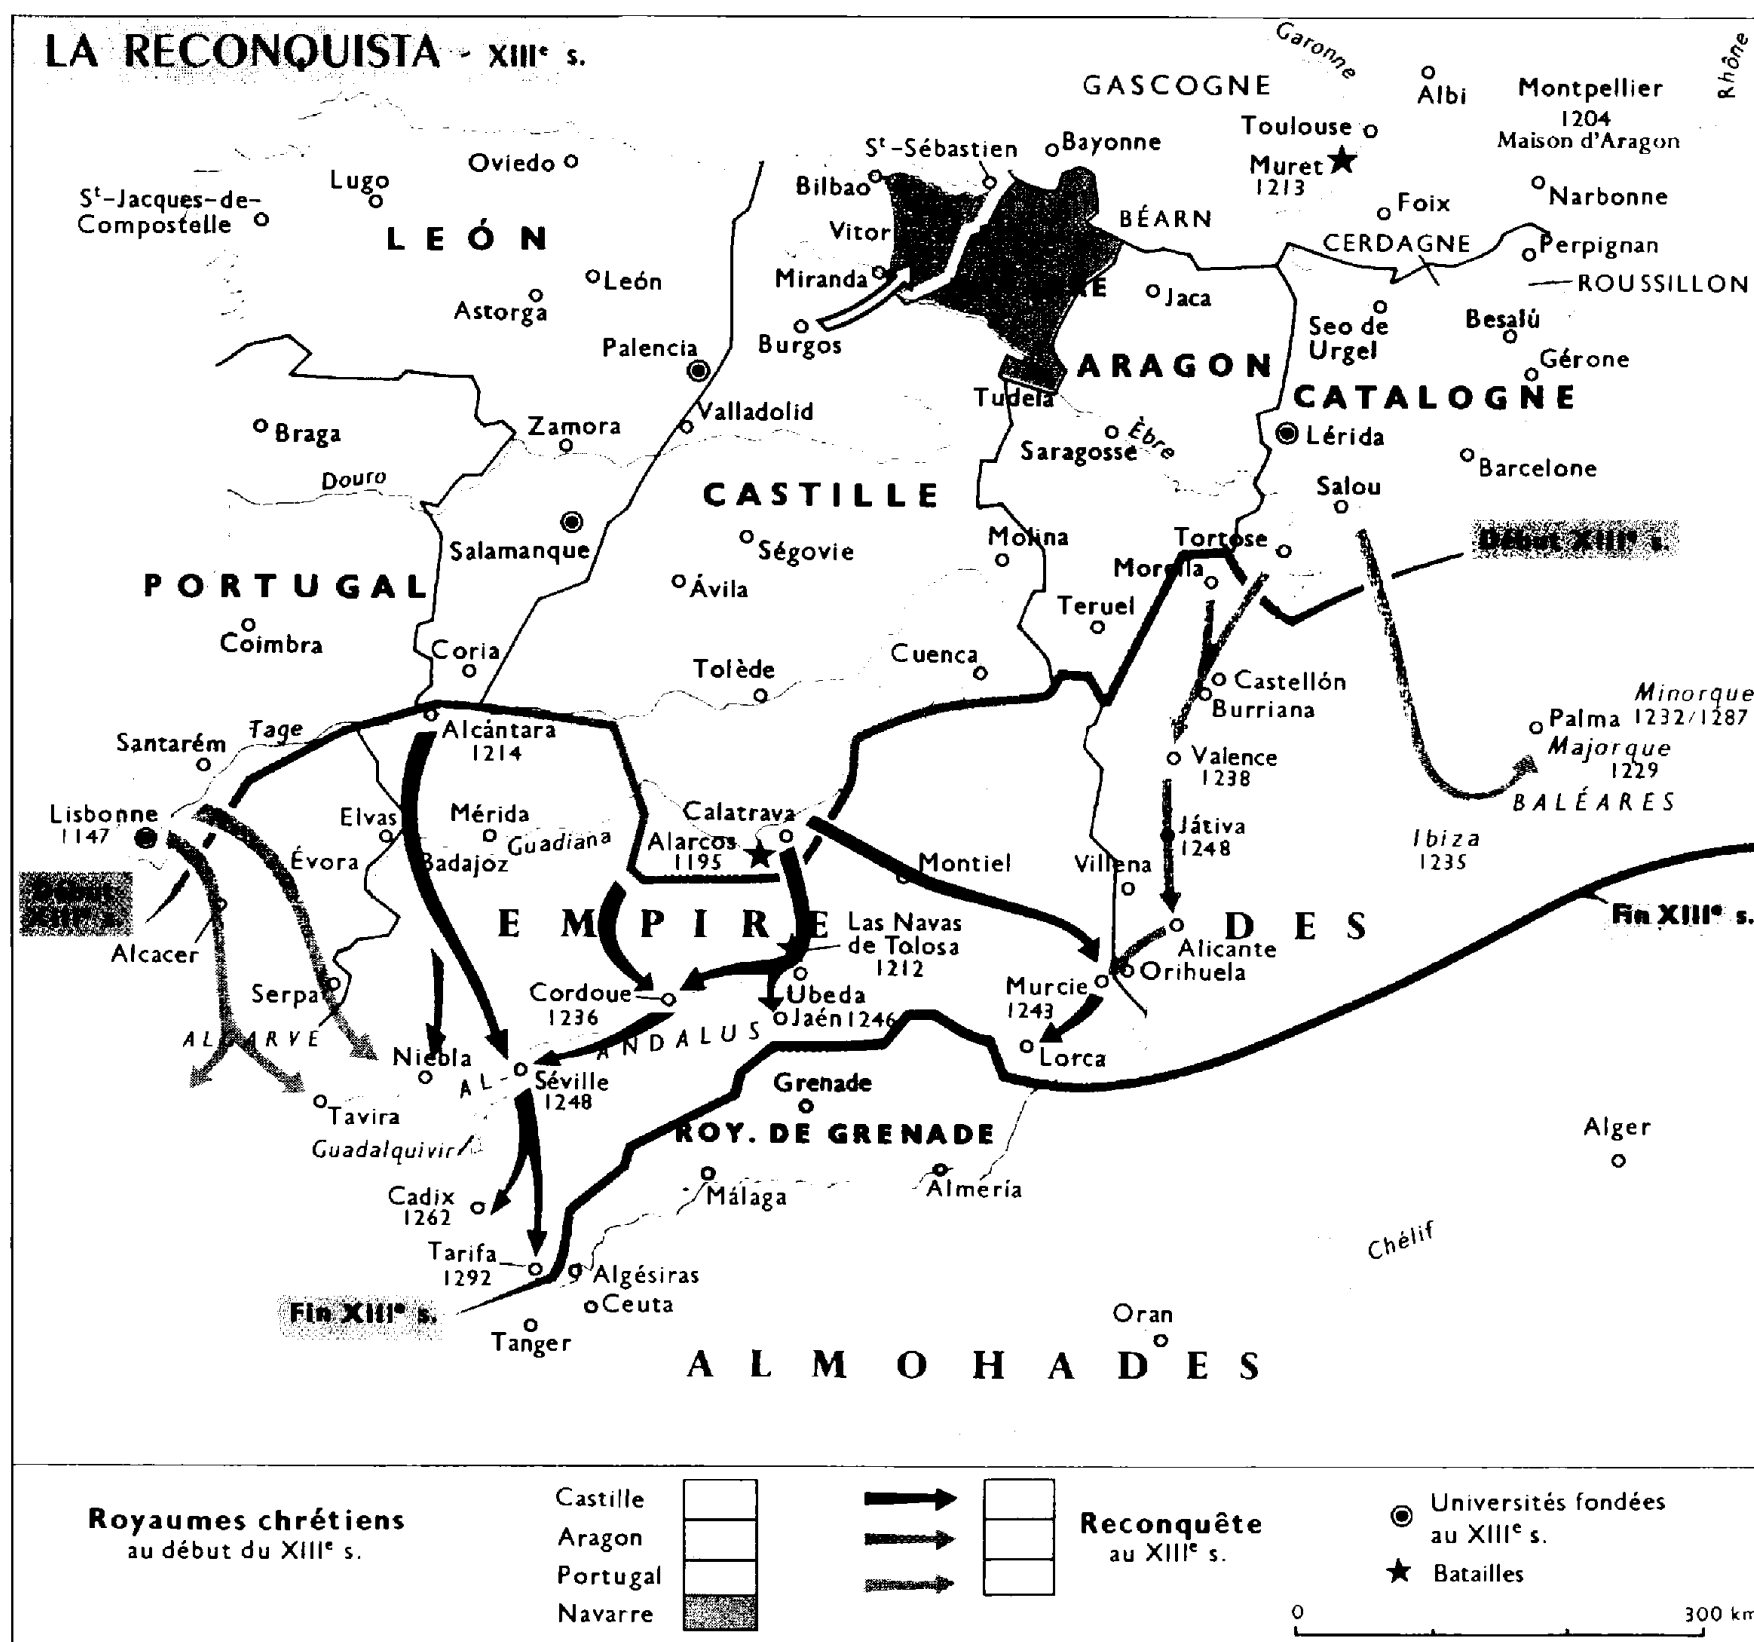 LA RECONQUISTA - XIIIᵉ s.
Garonne
Rhône
GASCOGNE
Albi
Montpellier
1204
Maison d'Aragon
Toulouse
Muret
1213
Sᵗ-Sébastien
Bayonne
Bilbao
Oviedo
Lugo
Sᵗ-Jacques-de-
Compostelle
Narbonne
Foix
BÉARN
CERDAGNE
Perpignan
ROUSSILLON
Vitor
LEÓN
León
Astorga
Miranda
Jaca
Seo de
Urgel
Besalú
Gérone
Burgos
Palencia
ARAGON
CATALOGNE
Tudela
Valladolid
Zamora
Braga
Douro
Saragosse
Èbre
Lérida
Barcelone
Salou
CASTILLE
Salamanque
Ségovie
Ávila
Molina
Tortose
Morella
Début XIIIᵉ s.
PORTUGAL
Coimbra
Coria
Teruel
Tolède
Cuenca
Castellón
Burriana
Minorque
1232/1287
Palma
Majorque
1229
BALÉARES
Ibiza
1235
Tage
Santarém
Alcántara
1214
Valence
1238
Lisbonne
1147
Elvas
Mérida
Guadiana
Évora
Badajoz
Calatrava
Alarcos
1195
Montiel
Játiva
1248
Villena
Début
XIIIᵉ s.
EMPIRE DES
Fin XIIIᵉ s.
Alcacer
Las Navas
de Tolosa
1212
Alicante
Orihuela
Serpa
Cordoue
1236
Ubeda
Jaén 1246
Murcie
1243
Lorca
ALGARVE
Niebla
AL-ANDALUS
Séville
1248
Tavira
Guadalquivir
Grenade
ROY. DE GRENADE
Alger
Málaga
Almería
Cadix
1262
Chélif
Tarifa
1292
Algésiras
Ceuta
Fin XIIIᵉ s.
Tanger
Oran
ALMOHADES
Royaumes chrétiens
au début du XIIIᵉ s.
Castille
Aragon
Portugal
Navarre
Reconquête
au XIIIᵉ s.
Universités fondées
au XIIIᵉ s.
Batailles
0 300 km